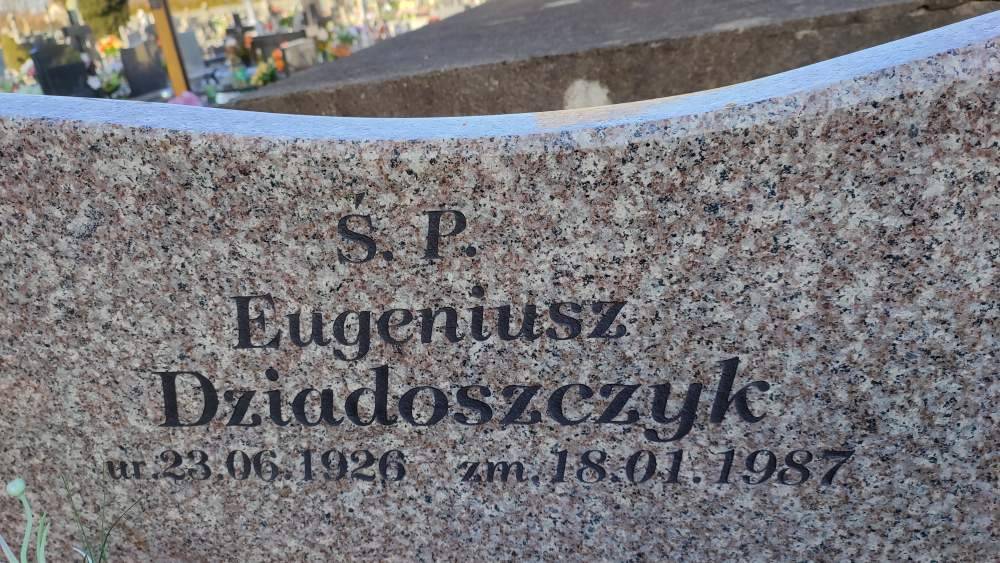 Ś. P.
Eugeniusz
Dziadoszczyk
ur.23.06.1926 zm.18.01.1987